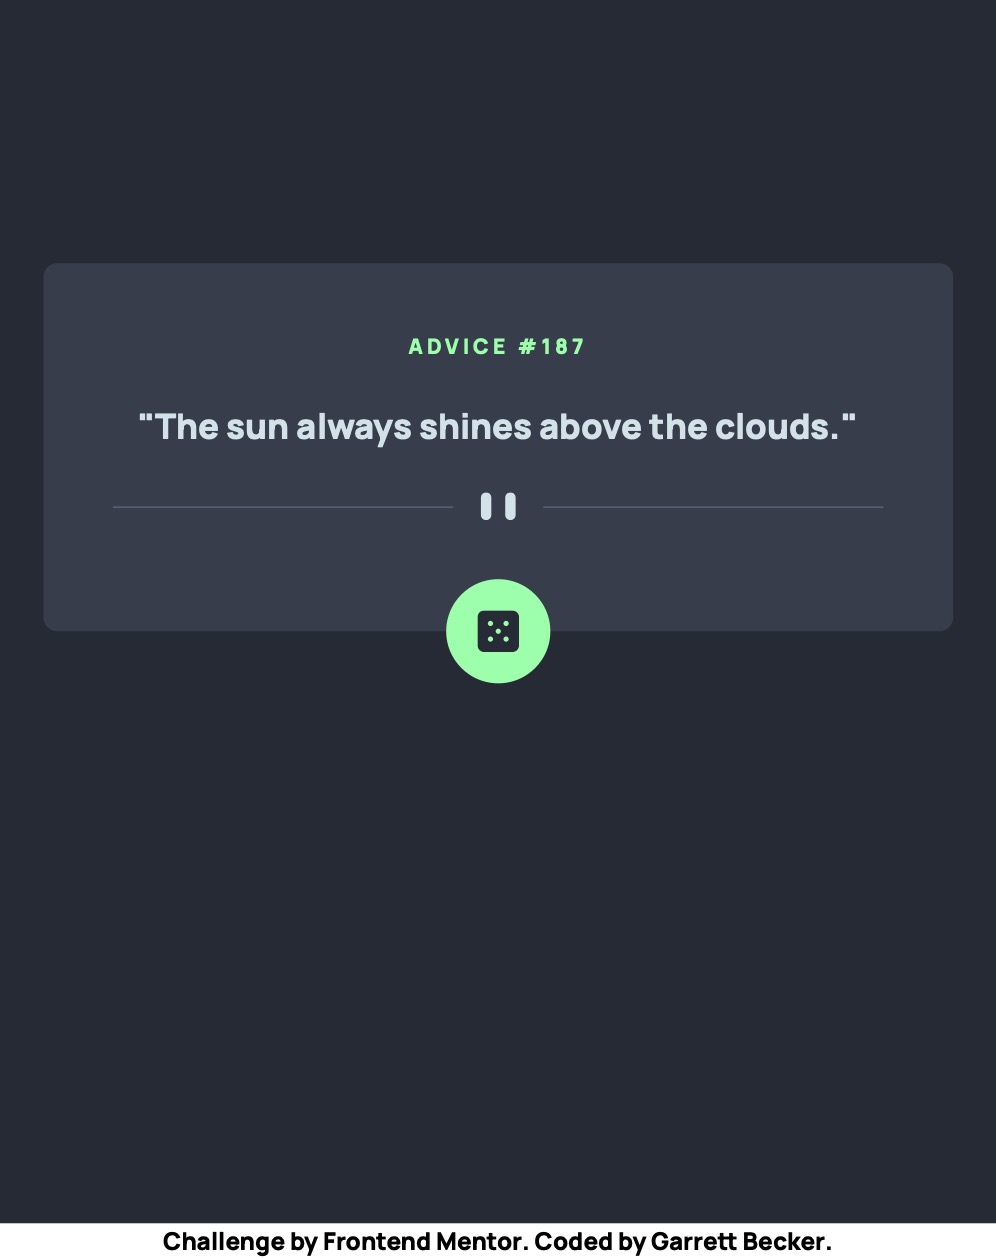 ADVICE #187
"The sun always shines above the clouds."
Challenge by Frontend Mentor. Coded by Garrett Becker.